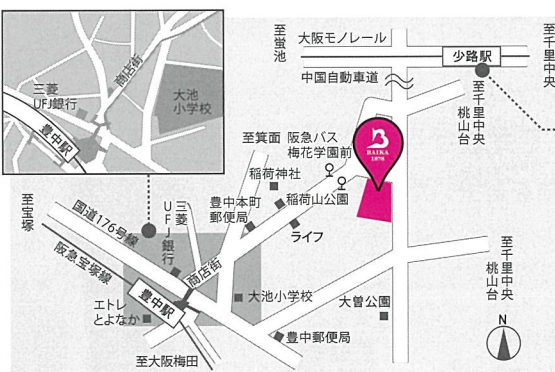 三菱
UFJ銀行
商店街
大池
小学校
豊中駅
至蛍池
大阪モノレール
少路駅
至千里中央
中国自動車道
至千里中央
桃山台
至箕面
阪急バス
梅花学園前
B
BAIKA
1878
稲荷神社
稲荷山公園
豊中本町
郵便局
ライフ
至宝塚
国道176号線
三菱
UFJ銀行
商店街
阪急宝塚線
豊中駅
エトレ
とよなか
大池小学校
大曽公園
豊中郵便局
至大阪梅田
至千里中央
桃山台
N